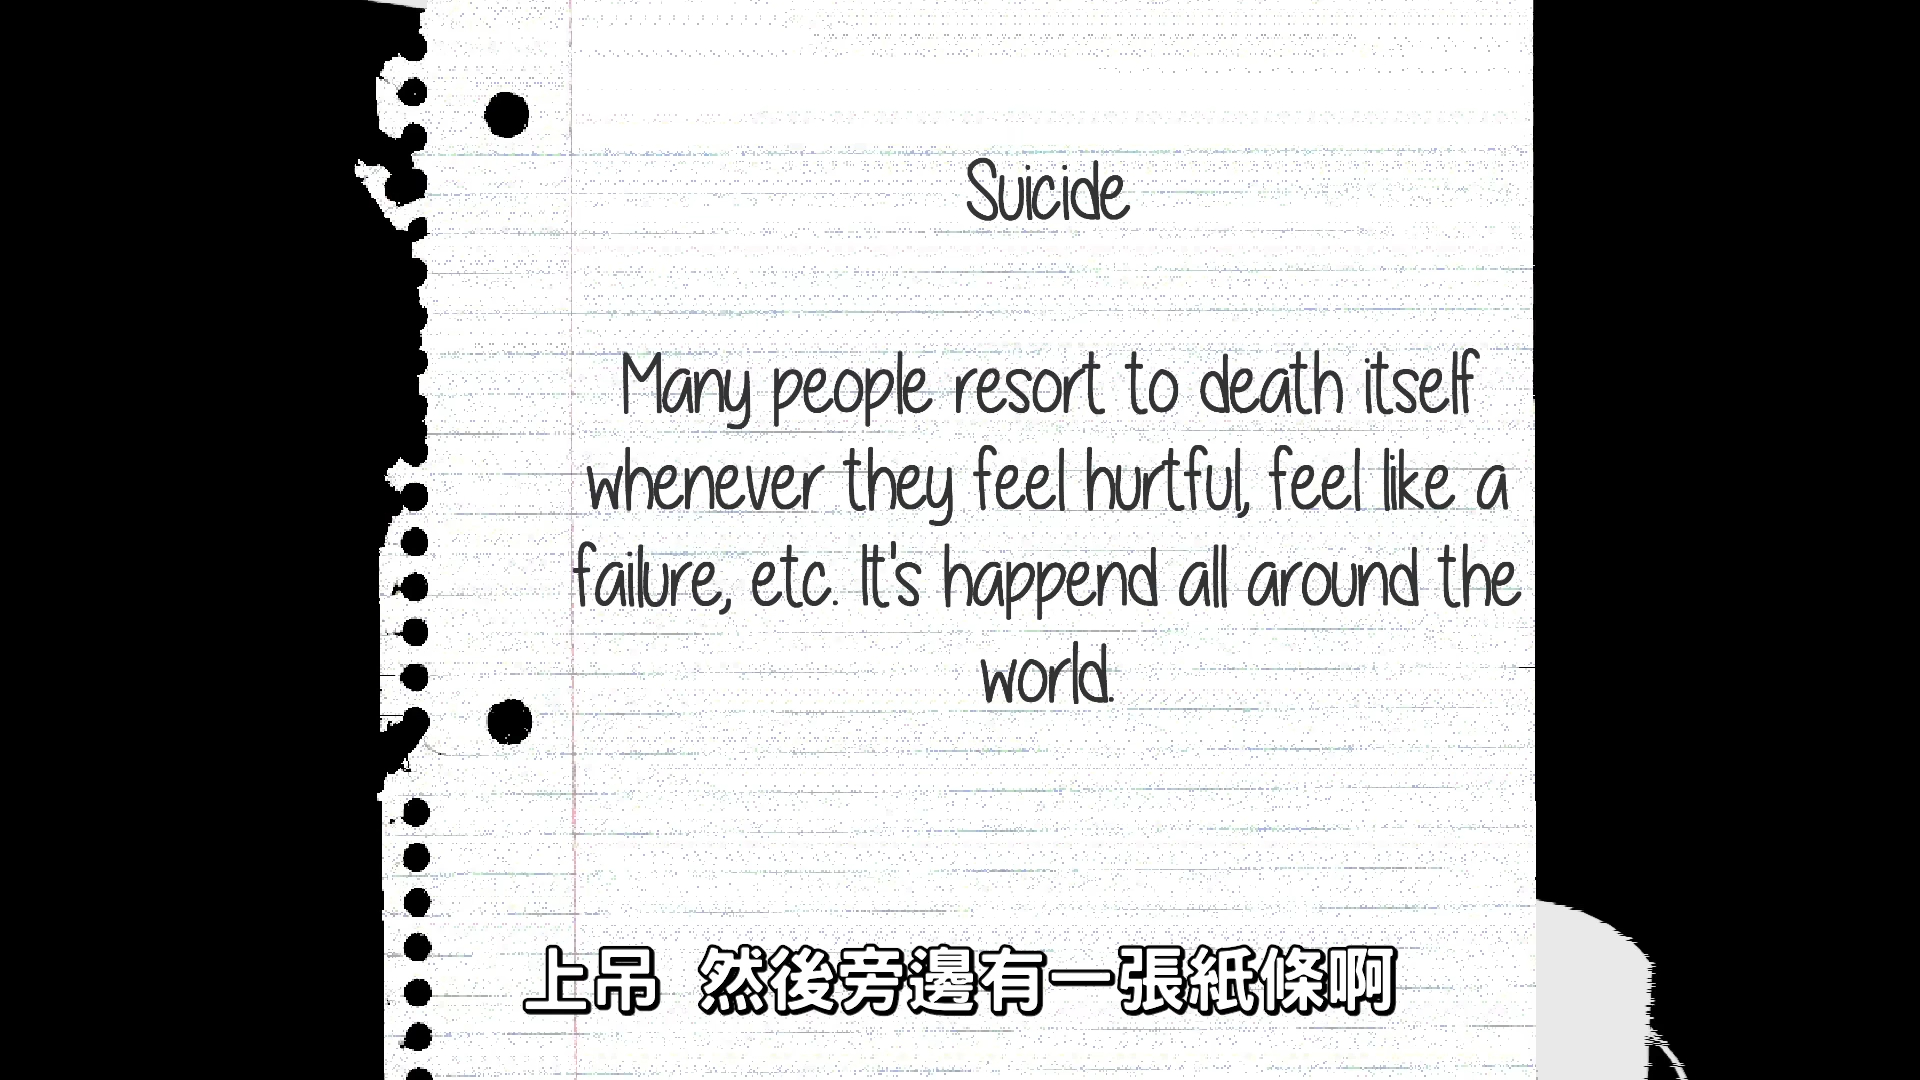 Suicide
Many people resort to death itself
whenever they feel hurtful, feel like a
failure, etc. It's happend all around the
world.
上吊 然後旁邊有一張紙條啊